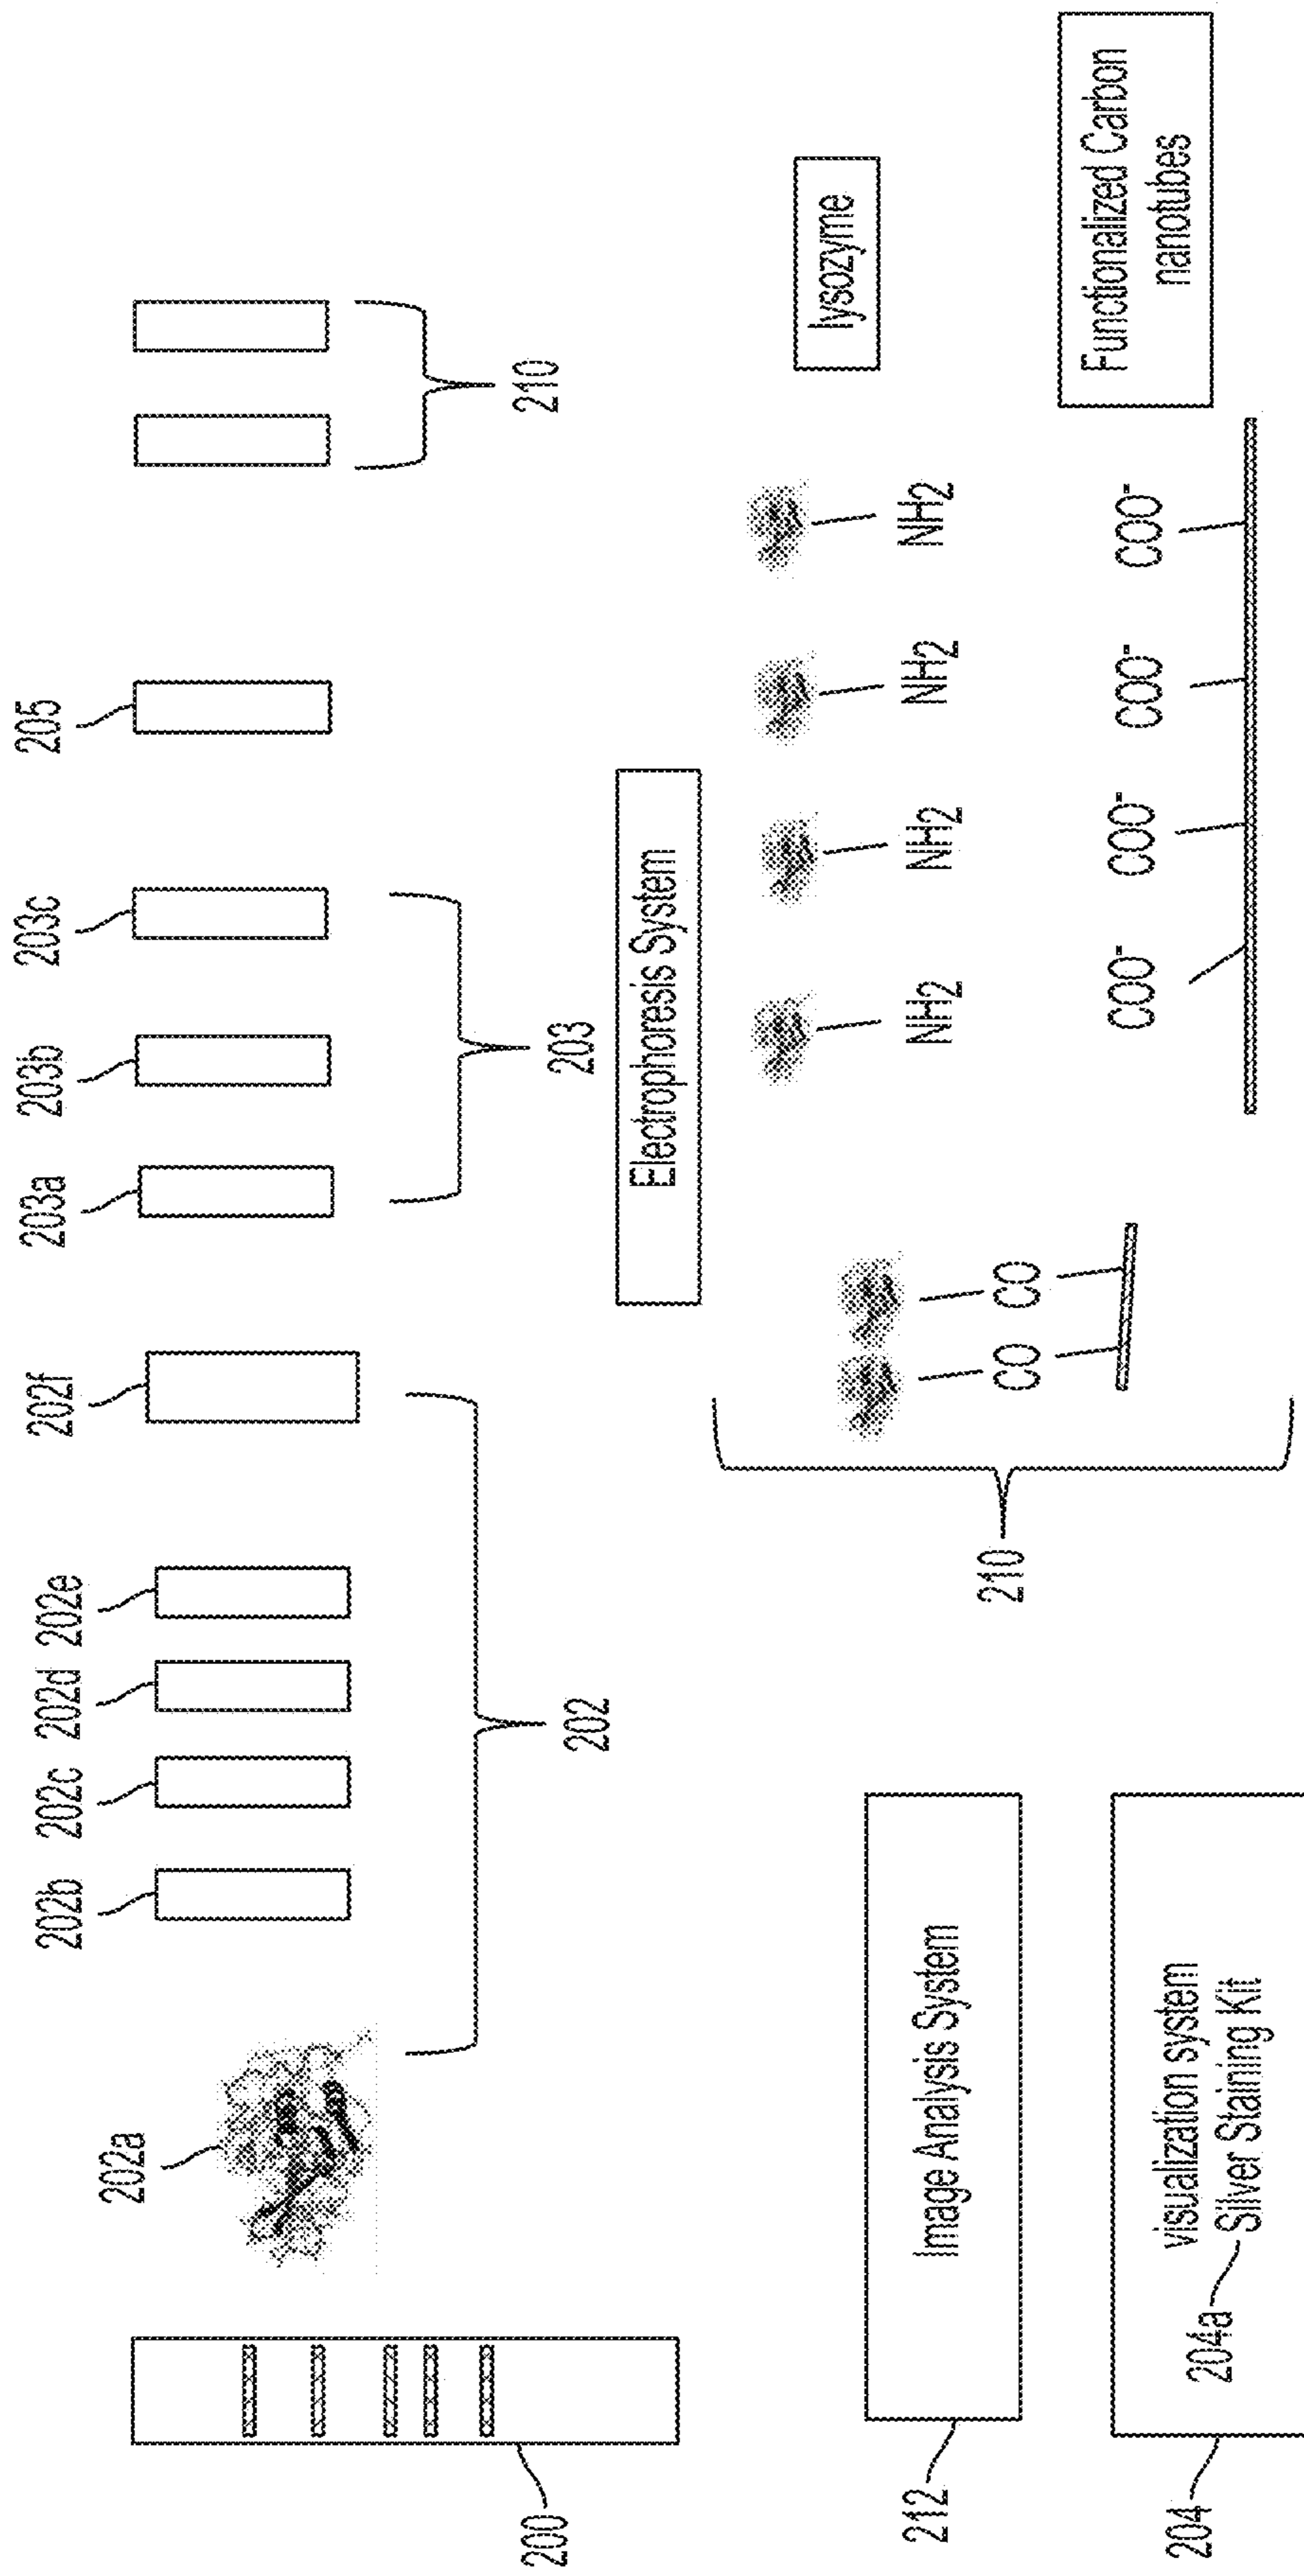 200
202a
202b
202c
202d
202e
202f
203a
203b
203c
205
202
203
210
Electrophoresis System
212
Image Analysis System
204
visualization system
204a
Silver Staining Kit
210
CO
CO
NH2
NH2
NH2
NH2
lysozyme
COO-
COO-
COO-
COO-
Functionalized Carbon
nanotubes